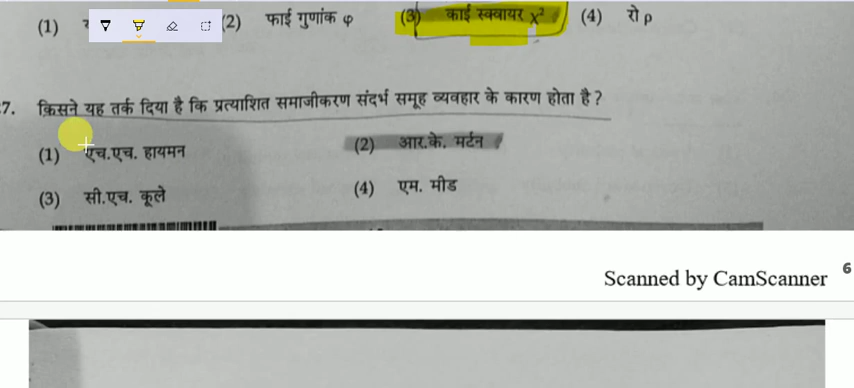 (1) (2) फाई गुणांक φ (3) काई स्क्वायर χ² (4) रो ρ
7. किसने यह तर्क दिया है कि प्रत्याशित समाजीकरण संदर्भ समूह व्यवहार के कारण होता है?
(1) एच.एच. हायमन (2) आर.के. मर्टन
(3) सी.एच. कूले (4) एम. मीड
6
Scanned by CamScanner